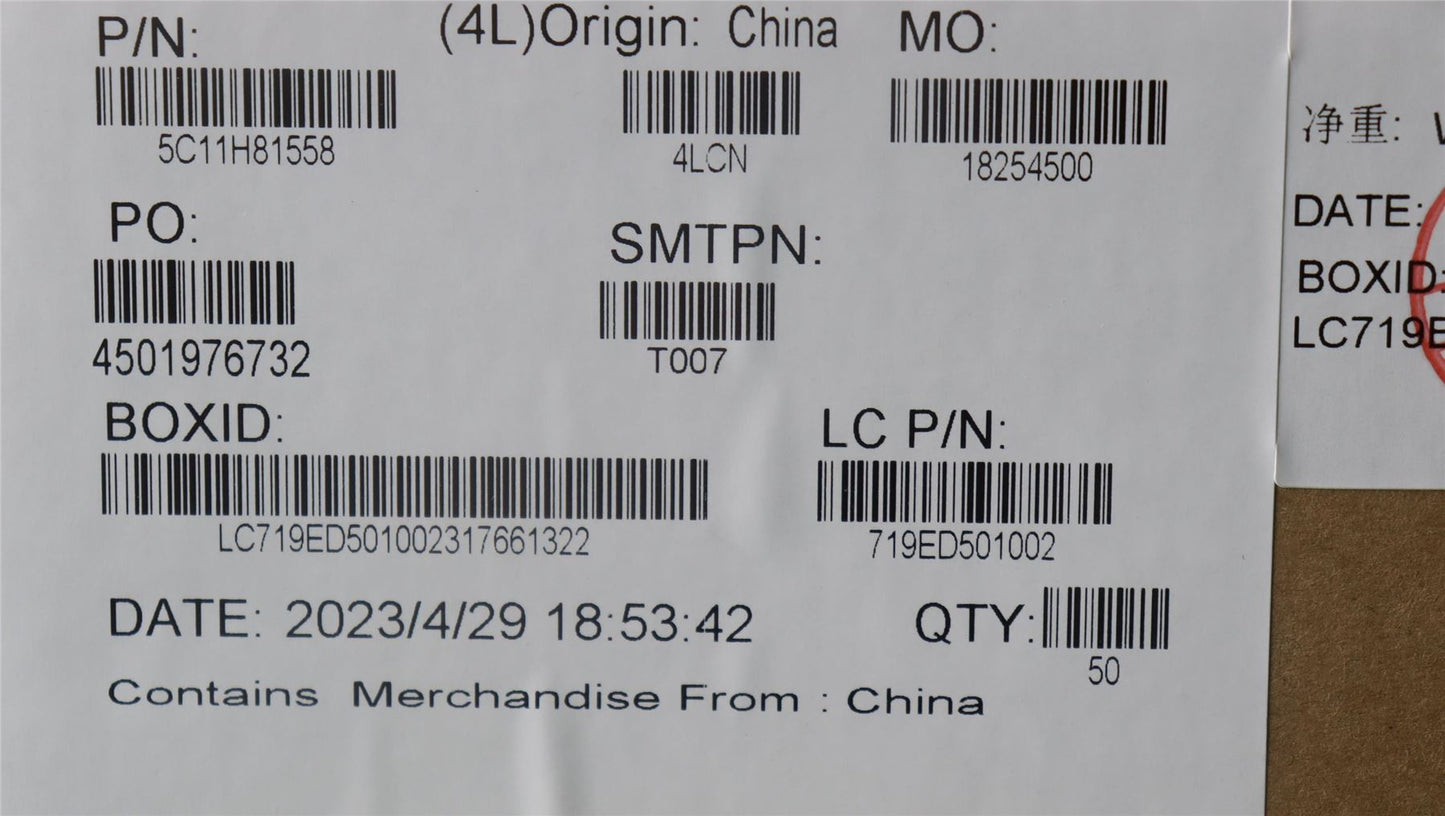 P/N: (4L)Origin: China MO:
5C11H81558 4LCN 18254500
PO: SMTPN:
4501976732 T007
BOXID: LC P/N:
LC719ED501002317661322 719ED501002
DATE: 2023/4/29 18:53:42 QTY:
50
Contains Merchandise From : China
净重:
DATE:
BOXID:
LC719E